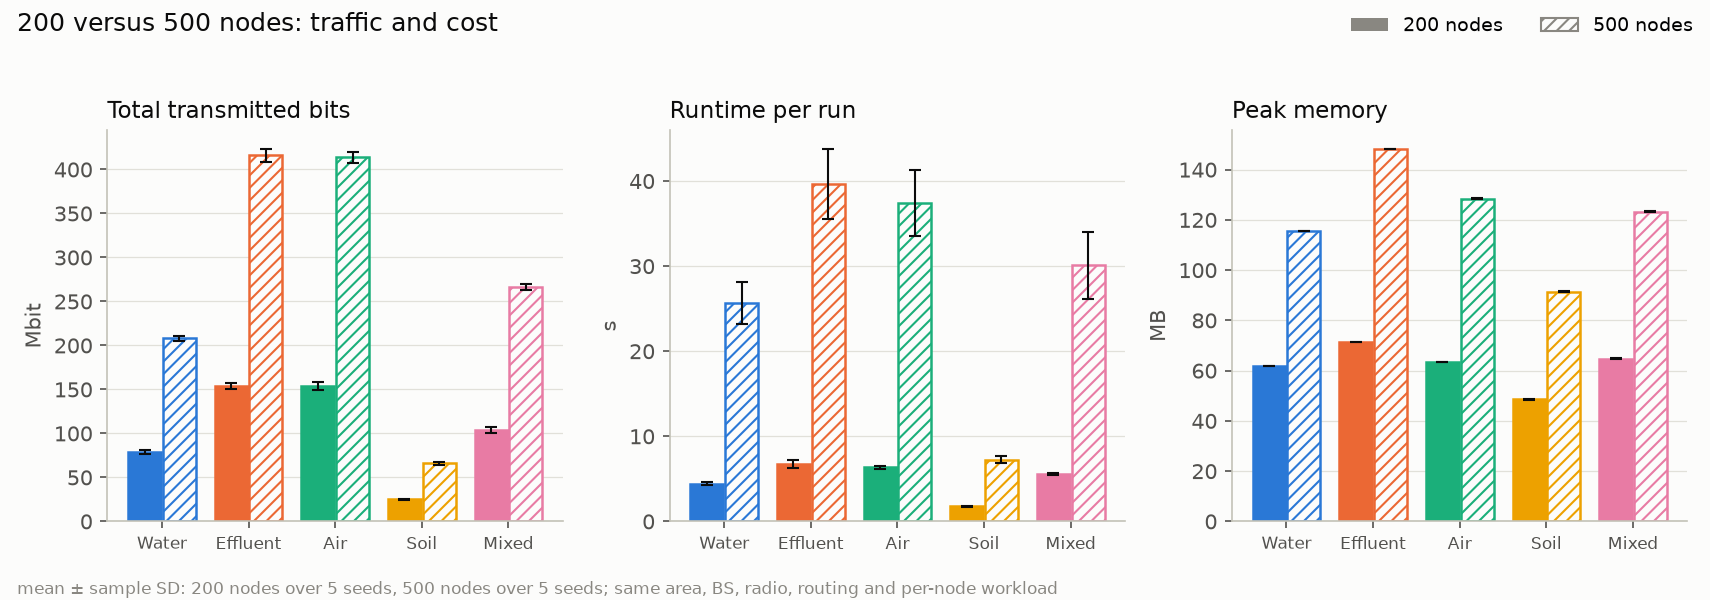 200 versus 500 nodes: traffic and cost
200 nodes
500 nodes
Total transmitted bits
Mbit
400
350
300
250
200
150
100
50
0
Water Effluent Air Soil Mixed
Runtime per run
s
40
30
20
10
0
Water Effluent Air Soil Mixed
Peak memory
MB
140
120
100
80
60
40
20
0
Water Effluent Air Soil Mixed
mean ± sample SD: 200 nodes over 5 seeds, 500 nodes over 5 seeds; same area, BS, radio, routing and per-node workload